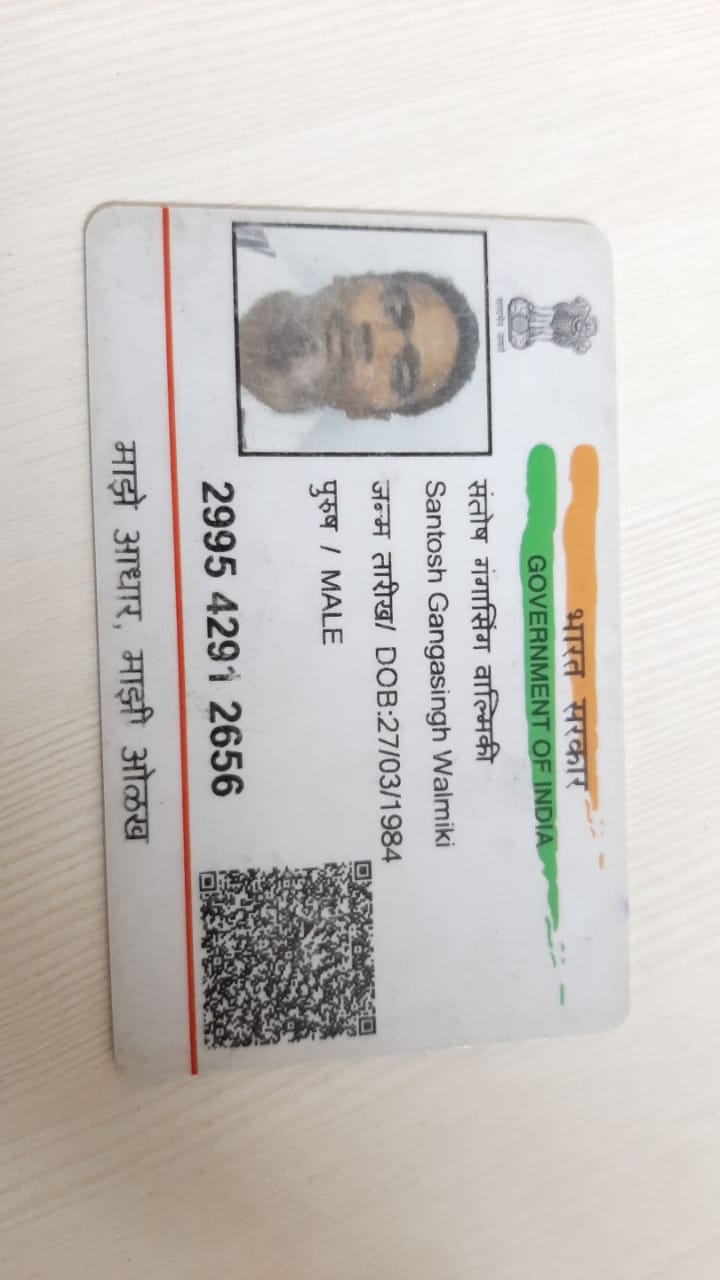 भारत सरकार
GOVERNMENT OF INDIA
सत्यमेव जयते
संतोष गंगासिंग वाल्मिकी
Santosh Gangasingh Walmiki
जन्म तारीख/ DOB:27/03/1984
पुरुष / MALE
2995 4291 2656
माझे आधार, माझी ओळख